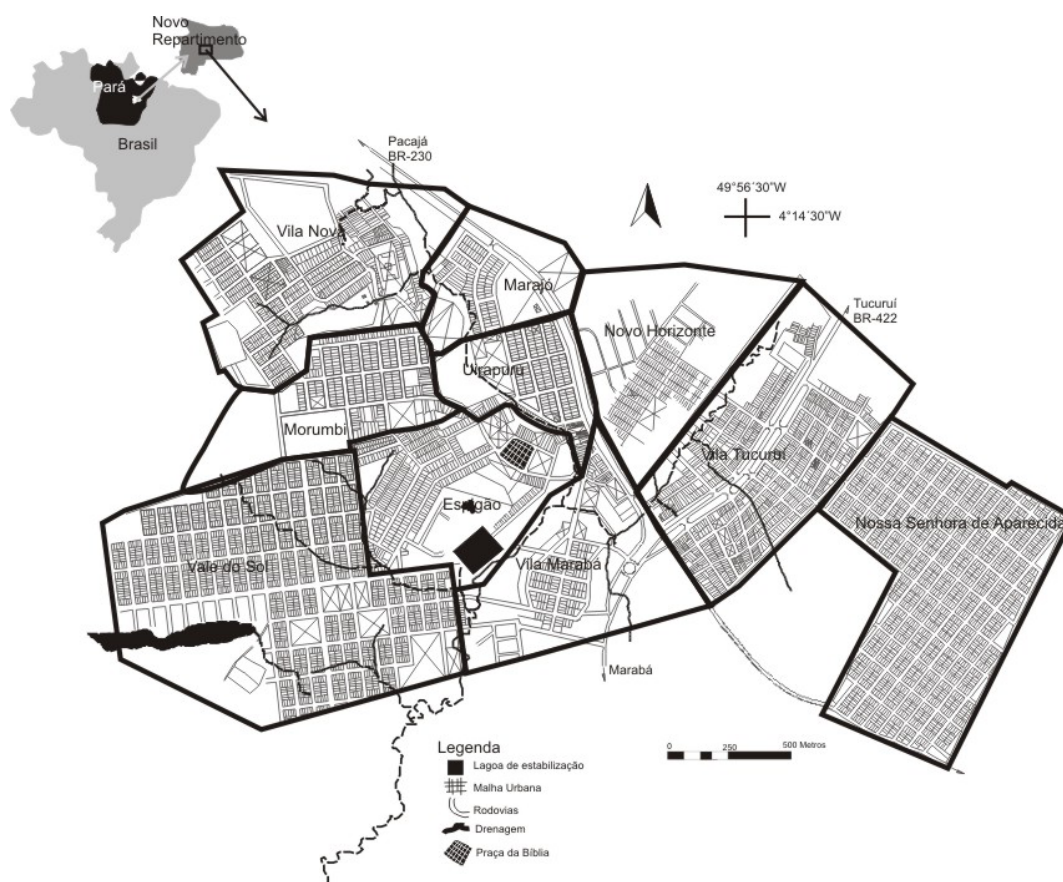 Novo
Repartimento
Pará
Brasil
Pacajá
BR-230
49°56´30"W
4°14´30"W
Vila Nova
Marajó
Novo Horizonte
Tucuruí
BR-422
Uirapuru
Morumbi
Vila Tucuruí
Espigão
Nossa Senhora de Aparecida
Vale do Sol
Vila Marabá
Marabá
0
250
500 Metros
Legenda
Lagoa de estabilização
Malha Urbana
Rodovias
Drenagem
Praça da Bíblia